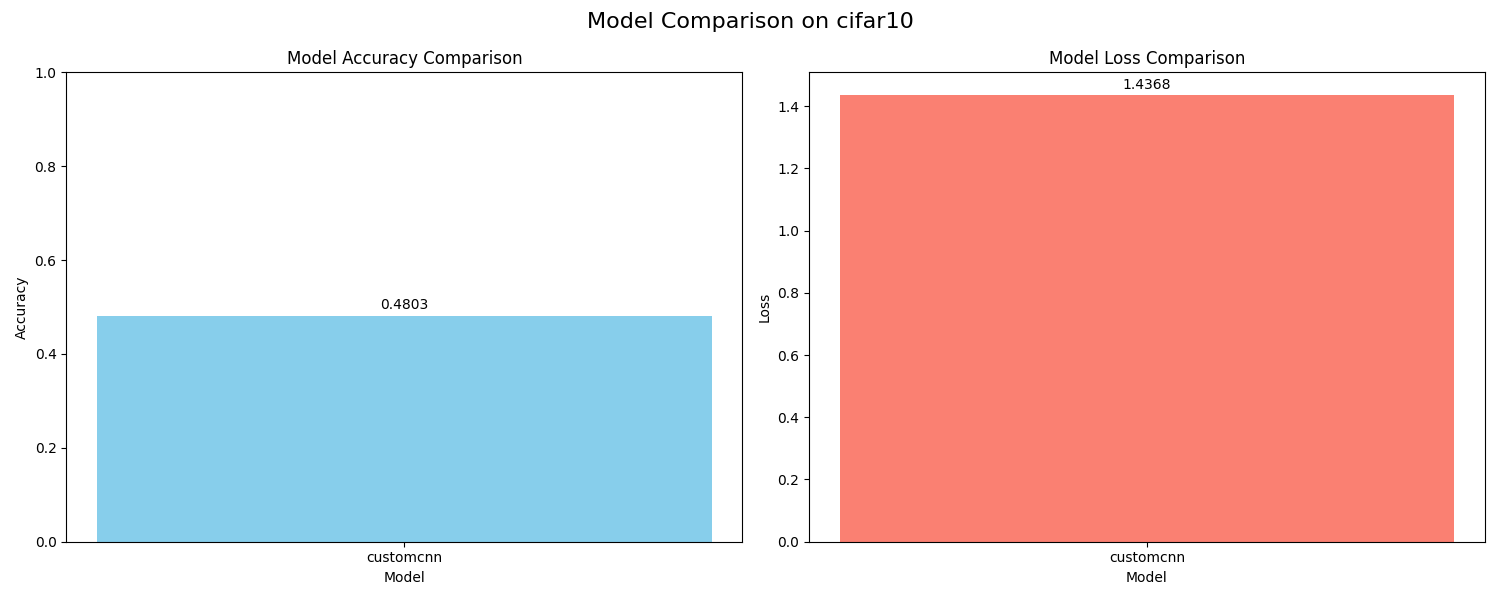 Model Comparison on cifar10
Model Accuracy Comparison
1.0
0.8
0.6
0.4
0.2
0.0
Accuracy
0.4803
customcnn
Model
Model Loss Comparison
1.4
1.2
1.0
0.8
0.6
0.4
0.2
0.0
Loss
1.4368
customcnn
Model